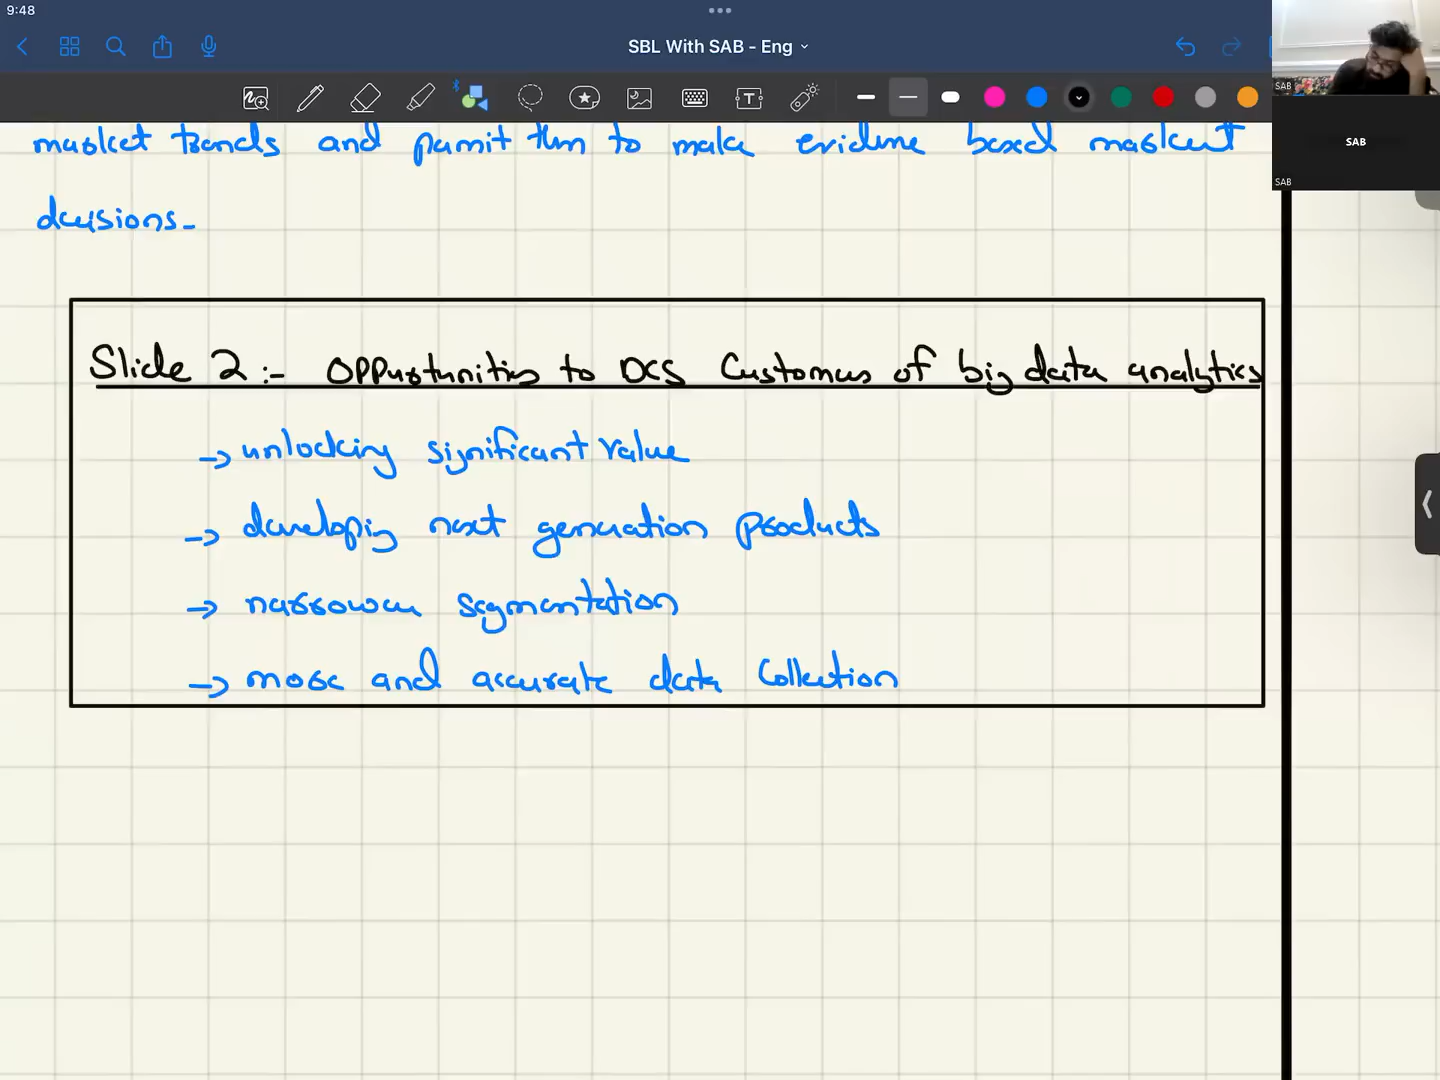 9:48
SBL With SAB - Eng
SAB
SAB
SAB
market trends and permit them to make evidence based market
decisions-
Slide 2 :- Oppurtunities to DCS Customers of big data analytics
→ unlocking significant value
→ developing next generation products
→ narrower segmentation
→ more and accurate data Collection